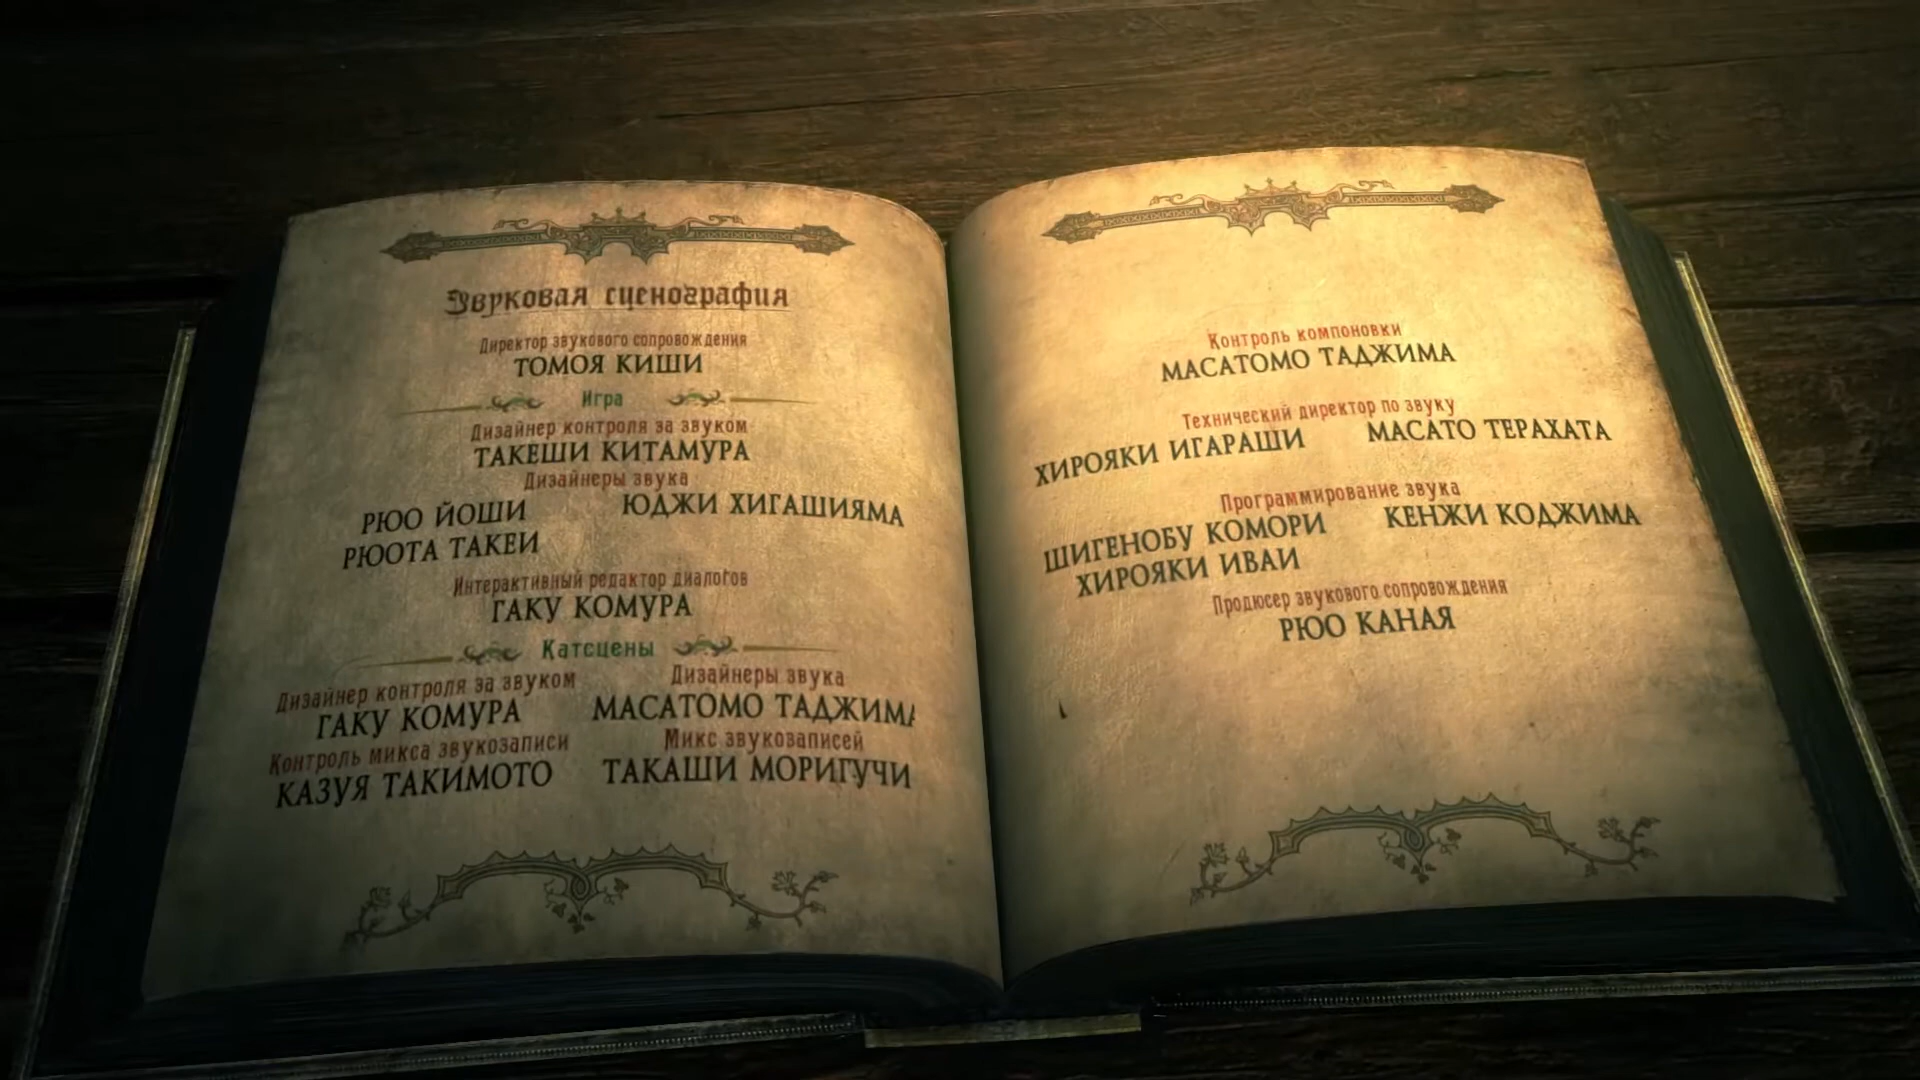 Звуковая сценография
Директор звукового сопровождения
ТОМОЯ КИШИ
Игра
Дизайнер контроля за звуком
ТАКЕШИ КИТАМУРА
Дизайнеры звука
РЮО ЙОШИ ЮДЖИ ХИГАШИЯМА
РЮОТА ТАКЕИ
Интерактивный редактор диалогов
ГАКУ КОМУРА
Катсцены
Дизайнер контроля за звуком
ГАКУ КОМУРА
Дизайнеры звука
МАСАТОМО ТАДЖИМА
Контроль микса звукозаписи
КАЗУЯ ТАКИМОТО
Микс звукозаписей
ТАКАШИ МОРИГУЧИ
Контроль компоновки
МАСАТОМО ТАДЖИМА
Технический директор по звуку
ХИРОЯКИ ИГАРАШИ МАСАТО ТЕРАХАТА
Программирование звука
ШИГЕНОБУ КОМОРИ КЕНЖИ КОДЖИМА
ХИРОЯКИ ИВАИ
Продюсер звукового сопровождения
РЮО КАНАЯ